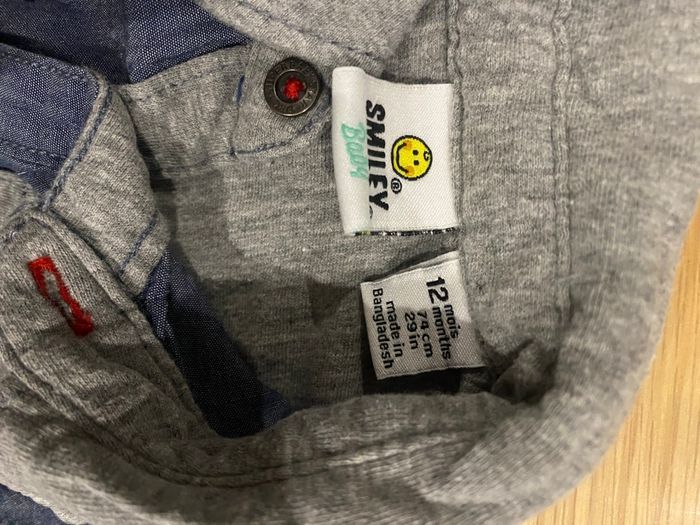 SMILEY®
Baby
12 mois
months
74 cm
29 in
made in
Bangladesh